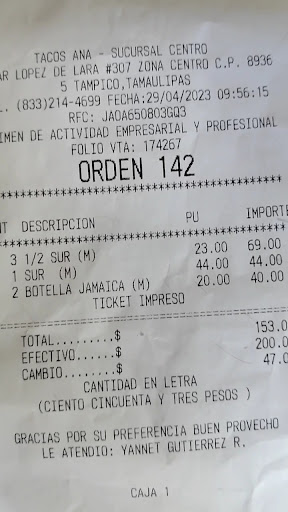 TACOS ANA - SUCURSAL CENTRO
AR LOPEZ DE LARA #307 ZONA CENTRO C.P. 8936
5 TAMPICO,TAMAULIPAS
L. (833)214-4699 FECHA:29/04/2023 09:56:15
RFC: JAOA650803GQ3
IMEN DE ACTIVIDAD EMPRESARIAL Y PROFESIONAL
FOLIO VTA: 174267
ORDEN 142
****************************************
NT DESCRIPCION PU IMPORTE
****************************************
3 1/2 SUR (M) 23.00 69.00
1 SUR (M) 44.00 44.00
2 BOTELLA JAMAICA (M) 20.00 40.00
TICKET IMPRESO
========================================
TOTAL.........$ 153.0
EFECTIVO......$ 200.0
CAMBIO........$ 47.0
CANTIDAD EN LETRA
(CIENTO CINCUENTA Y TRES PESOS )
GRACIAS POR SU PREFERENCIA BUEN PROVECHO
LE ATENDIO: YANNET GUTIERREZ R.
CAJA 1